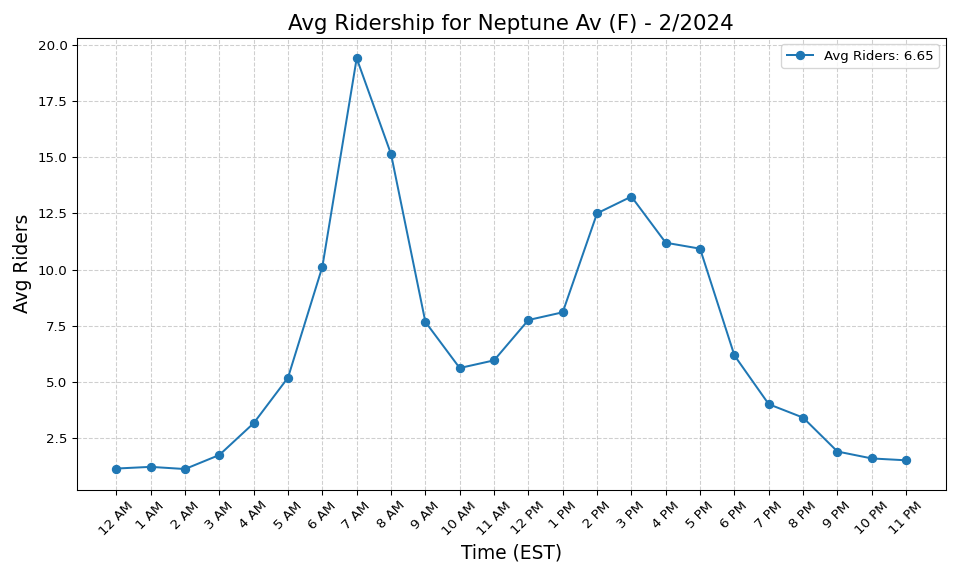 Avg Ridership for Neptune Av (F) - 2/2024
Avg Riders: 6.65
Avg Riders
20.0
17.5
15.0
12.5
10.0
7.5
5.0
2.5
12 AM
1 AM
2 AM
3 AM
4 AM
5 AM
6 AM
7 AM
8 AM
9 AM
10 AM
11 AM
12 PM
1 PM
2 PM
3 PM
4 PM
5 PM
6 PM
7 PM
8 PM
9 PM
10 PM
11 PM
Time (EST)